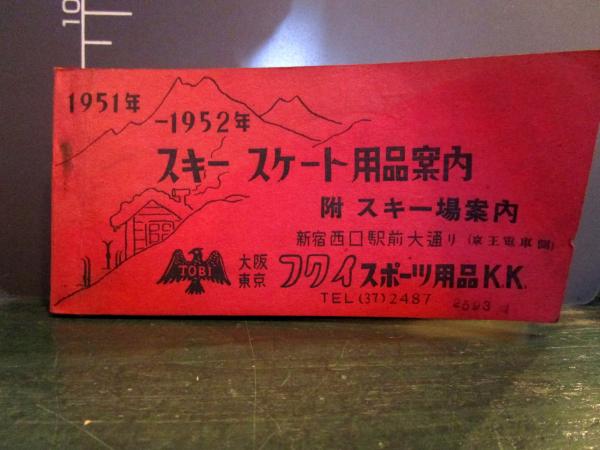 10
1951年
-1952年
スキー スケート用品案内
附 スキー場案内
新宿西口駅前大通り (京王電車側)
TOBI
大阪
東京
フクイスポーツ用品K.K.
TEL (37) 2487
2593